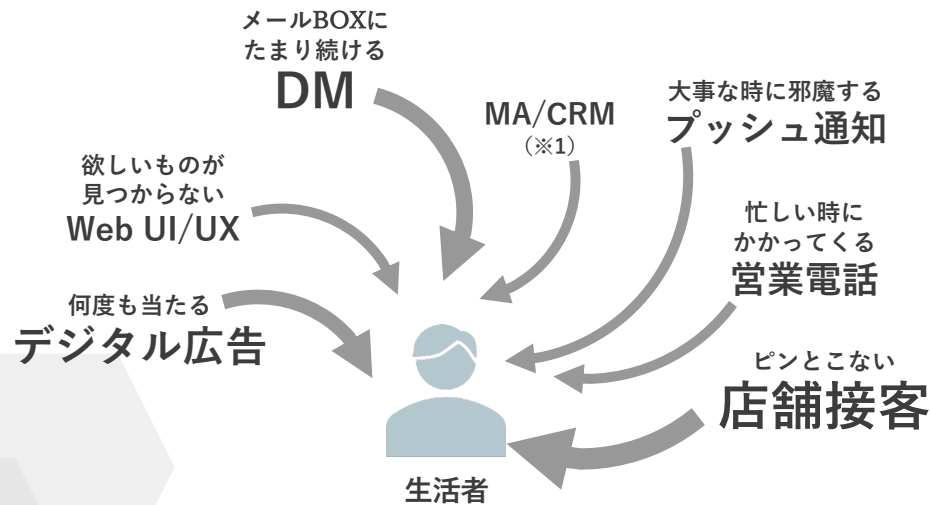 メールBOXに
たまり続ける
DM
MA/CRM
（※1）
大事な時に邪魔する
プッシュ通知
欲しいものが
見つからない
Web UI/UX
忙しい時に
かかってくる
営業電話
何度も当たる
デジタル広告
ピンとこない
店舗接客
生活者